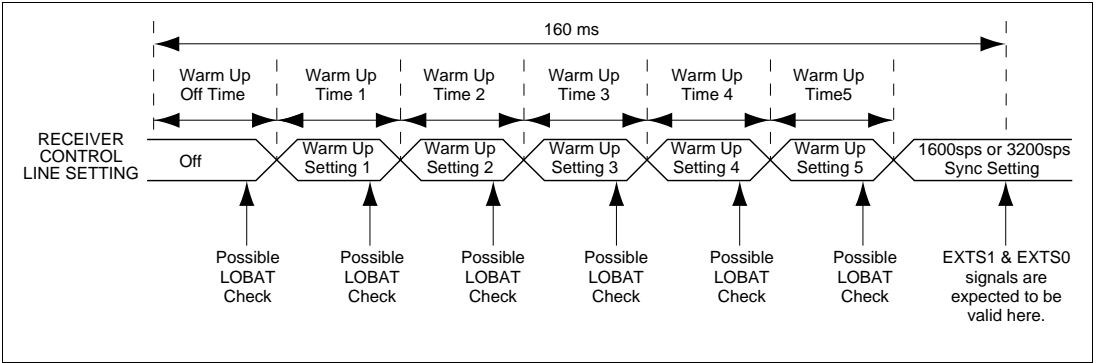 160 ms
Warm Up
Off Time
Warm Up
Time 1
Warm Up
Time 2
Warm Up
Time 3
Warm Up
Time 4
Warm Up
Time5
RECEIVER
CONTROL
LINE SETTING
Off
Warm Up
Setting 1
Warm Up
Setting 2
Warm Up
Setting 3
Warm Up
Setting 4
Warm Up
Setting 5
1600sps or 3200sps
Sync Setting
Possible
LOBAT
Check
Possible
LOBAT
Check
Possible
LOBAT
Check
Possible
LOBAT
Check
Possible
LOBAT
Check
Possible
LOBAT
Check
EXTS1 & EXTS0
signals are
expected to be
valid here.